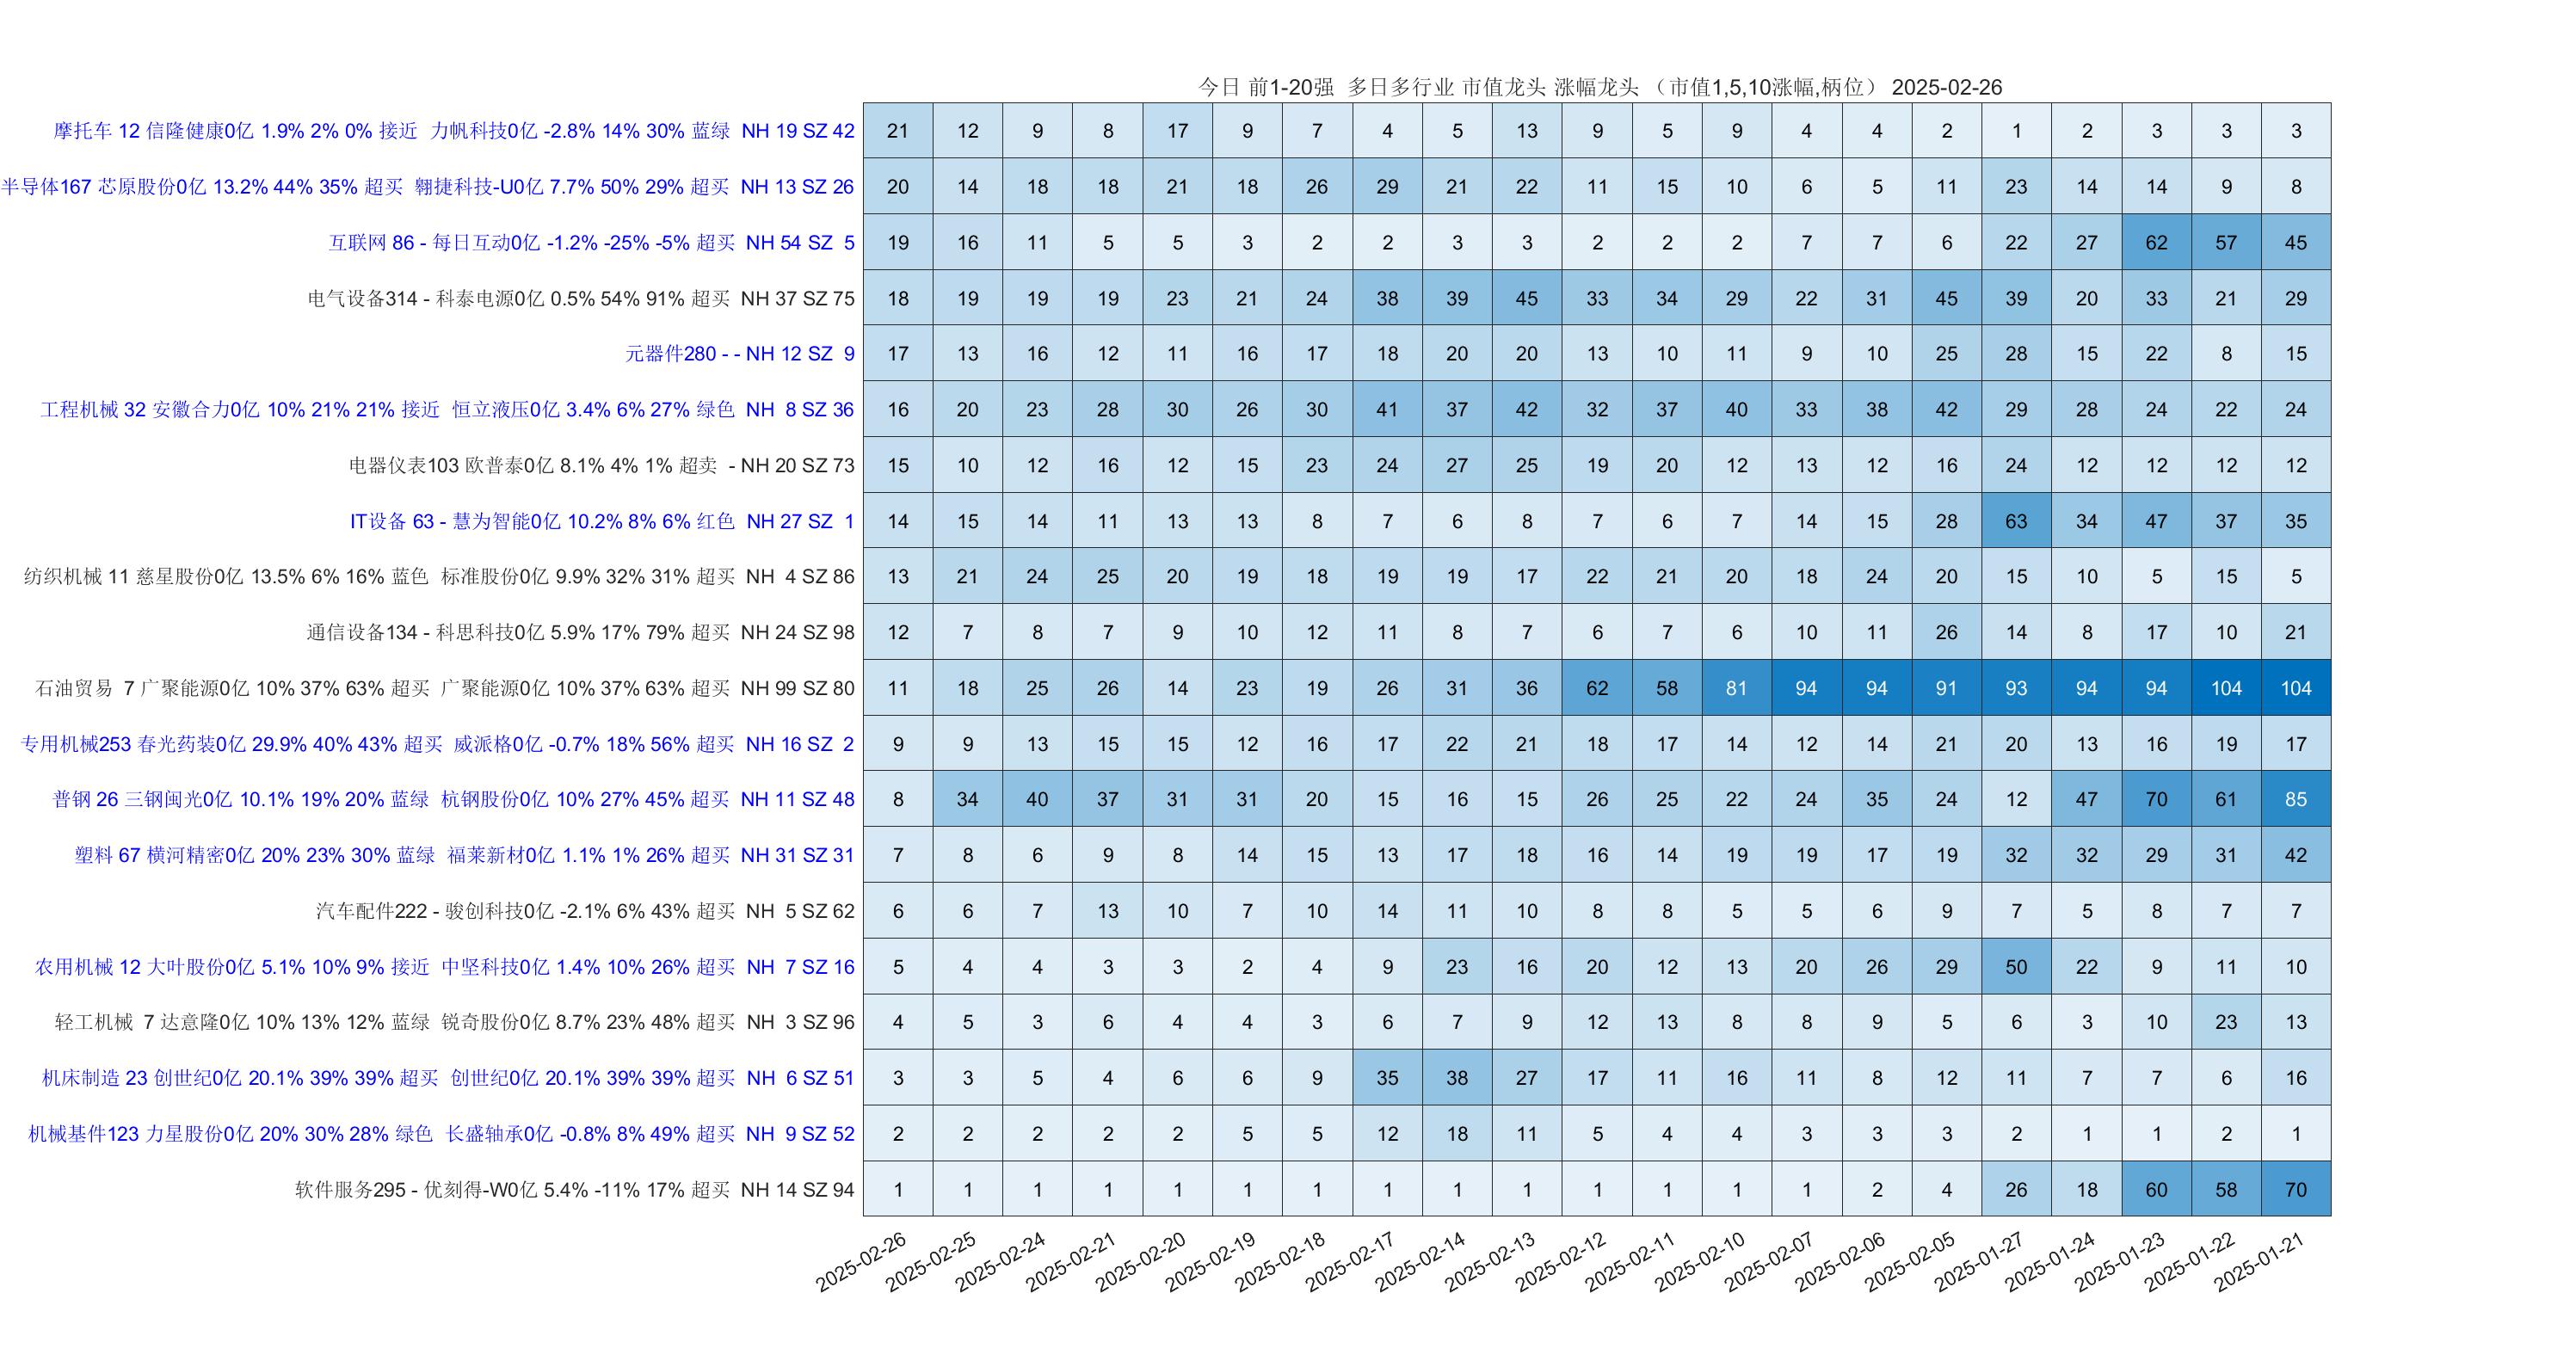 今日 前1-20强 多日多行业 市值龙头 涨幅龙头 （市值1,5,10涨幅,柄位） 2025-02-26
摩托车 12 信隆健康0亿 1.9% 2% 0% 接近 力帆科技0亿 -2.8% 14% 30% 蓝绿 NH 19 SZ 42 21 12 9 8 17 9 7 4 5 13 9 5 9 4 4 2 1 2 3 3 3
半导体167 芯原股份0亿 13.2% 44% 35% 超买 翱捷科技-U0亿 7.7% 50% 29% 超买 NH 13 SZ 26 20 14 18 18 21 18 26 29 21 22 11 15 10 6 5 11 23 14 14 9 8
互联网 86 - 每日互动0亿 -1.2% -25% -5% 超买 NH 54 SZ 5 19 16 11 5 5 3 2 2 3 3 2 2 2 7 7 6 22 27 62 57 45
电气设备314 - 科泰电源0亿 0.5% 54% 91% 超买 NH 37 SZ 75 18 19 19 19 23 21 24 38 39 45 33 34 29 22 31 45 39 20 33 21 29
元器件280 - - NH 12 SZ 9 17 13 16 12 11 16 17 18 20 20 13 10 11 9 10 25 28 15 22 8 15
工程机械 32 安徽合力0亿 10% 21% 21% 接近 恒立液压0亿 3.4% 6% 27% 绿色 NH 8 SZ 36 16 20 23 28 30 26 30 41 37 42 32 37 40 33 38 42 29 28 24 22 24
电器仪表103 欧普泰0亿 8.1% 4% 1% 超卖 - NH 20 SZ 73 15 10 12 16 12 15 23 24 27 25 19 20 12 13 12 16 24 12 12 12 12
IT设备 63 - 慧为智能0亿 10.2% 8% 6% 红色 NH 27 SZ 1 14 15 14 11 13 13 8 7 6 8 7 6 7 14 15 28 63 34 47 37 35
纺织机械 11 慈星股份0亿 13.5% 6% 16% 蓝色 标准股份0亿 9.9% 32% 31% 超买 NH 4 SZ 86 13 21 24 25 20 19 18 19 19 17 22 21 20 18 24 20 15 10 5 15 5
通信设备134 - 科思科技0亿 5.9% 17% 79% 超买 NH 24 SZ 98 12 7 8 7 9 10 12 11 8 7 6 7 6 10 11 26 14 8 17 10 21
石油贸易 7 广聚能源0亿 10% 37% 63% 超买 广聚能源0亿 10% 37% 63% 超买 NH 99 SZ 80 11 18 25 26 14 23 19 26 31 36 62 58 81 94 94 91 93 94 94 104 104
专用机械253 春光药装0亿 29.9% 40% 43% 超买 威派格0亿 -0.7% 18% 56% 超买 NH 16 SZ 2 9 9 13 15 15 12 16 17 22 21 18 17 14 12 14 21 20 13 16 19 17
普钢 26 三钢闽光0亿 10.1% 19% 20% 蓝绿 杭钢股份0亿 10% 27% 45% 超买 NH 11 SZ 48 8 34 40 37 31 31 20 15 16 15 26 25 22 24 35 24 12 47 70 61 85
塑料 67 横河精密0亿 20% 23% 30% 蓝绿 福莱新材0亿 1.1% 1% 26% 超买 NH 31 SZ 31 7 8 6 9 8 14 15 13 17 18 16 14 19 19 17 19 32 32 29 31 42
汽车配件222 - 骏创科技0亿 -2.1% 6% 43% 超买 NH 5 SZ 62 6 6 7 13 10 7 10 14 11 10 8 8 5 5 6 9 7 5 8 7 7
农用机械 12 大叶股份0亿 5.1% 10% 9% 接近 中坚科技0亿 1.4% 10% 26% 超买 NH 7 SZ 16 5 4 4 3 3 2 4 9 23 16 20 12 13 20 26 29 50 22 9 11 10
轻工机械 7 达意隆0亿 10% 13% 12% 蓝绿 锐奇股份0亿 8.7% 23% 48% 超买 NH 3 SZ 96 4 5 3 6 4 4 3 6 7 9 12 13 8 8 9 5 6 3 10 23 13
机床制造 23 创世纪0亿 20.1% 39% 39% 超买 创世纪0亿 20.1% 39% 39% 超买 NH 6 SZ 51 3 3 5 4 6 6 9 35 38 27 17 11 16 11 8 12 11 7 7 6 16
机械基件123 力星股份0亿 20% 30% 28% 绿色 长盛轴承0亿 -0.8% 8% 49% 超买 NH 9 SZ 52 2 2 2 2 2 5 5 12 18 11 5 4 4 3 3 3 2 1 1 2 1
软件服务295 - 优刻得-W0亿 5.4% -11% 17% 超买 NH 14 SZ 94 1 1 1 1 1 1 1 1 1 1 1 1 1 1 2 4 26 18 60 58 70
2025-02-26 2025-02-25 2025-02-24 2025-02-21 2025-02-20 2025-02-19 2025-02-18 2025-02-17 2025-02-14 2025-02-13 2025-02-12 2025-02-11 2025-02-10 2025-02-07 2025-02-06 2025-02-05 2025-01-27 2025-01-24 2025-01-23 2025-01-22 2025-01-21